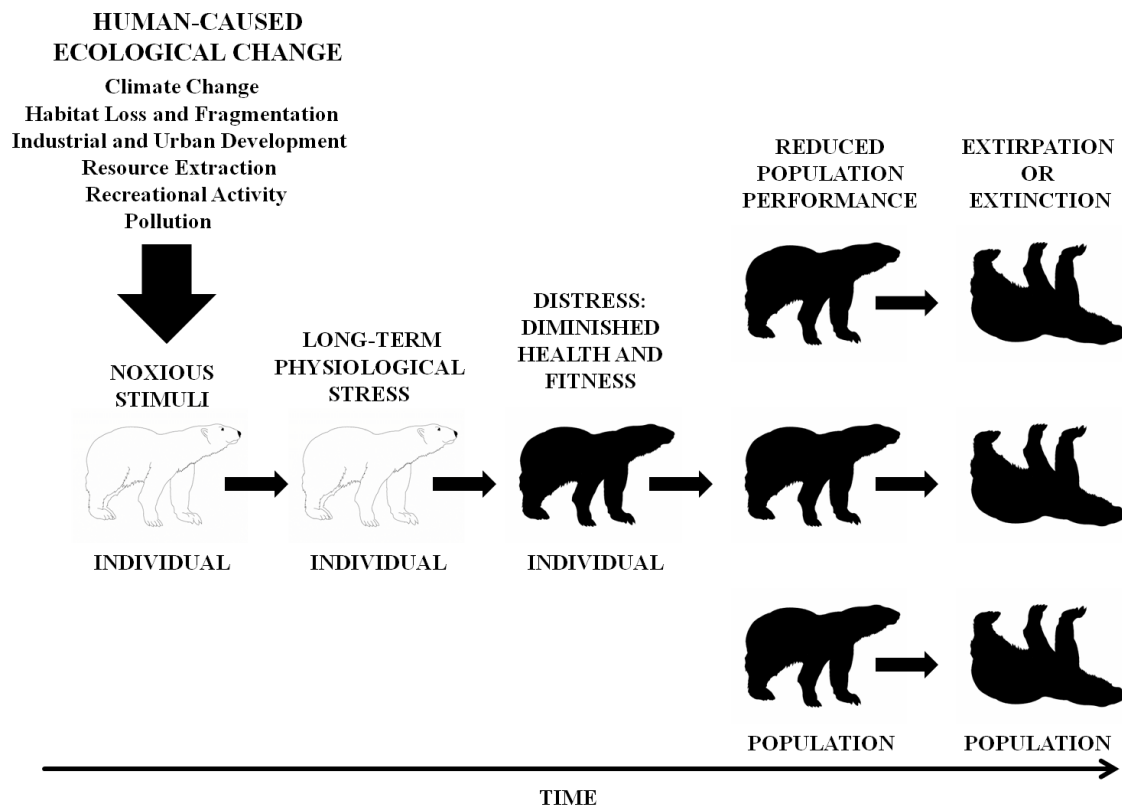 HUMAN-CAUSED
ECOLOGICAL CHANGE
Climate Change
Habitat Loss and Fragmentation
Industrial and Urban Development
Resource Extraction
Recreational Activity
Pollution
NOXIOUS
STIMULI
INDIVIDUAL
LONG-TERM
PHYSIOLOGICAL
STRESS
INDIVIDUAL
DISTRESS:
DIMINISHED
HEALTH AND
FITNESS
INDIVIDUAL
REDUCED
POPULATION
PERFORMANCE
POPULATION
EXTIRPATION
OR
EXTINCTION
POPULATION
TIME